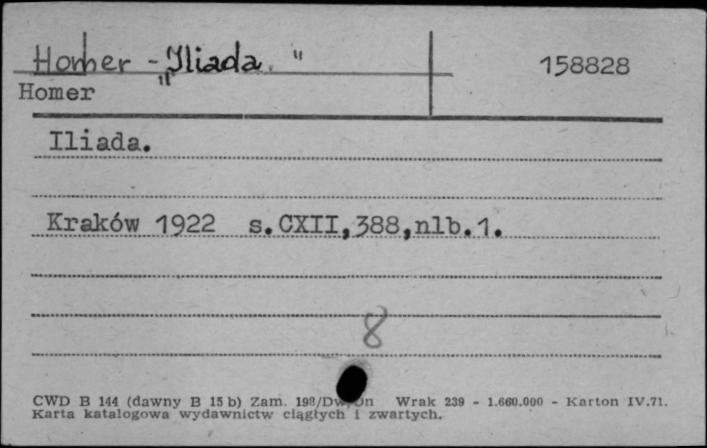 Homer - „Iliada."
158828
Homer
Iliada.
Kraków 1922 s.CXII,388,nlb.1.
8
CWD B 144 (dawny B 15 b) Zam. Wrak 239 - 1.660.000 - Karton IV.71.
Karta katalogowa wydawnictw ciągłych i zwartych.